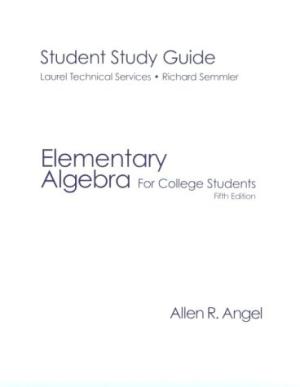 Student Study Guide
Laurel Technical Services • Richard Semmler
Elementary
Algebra For College Students
Fifth Edition
Allen R. Angel